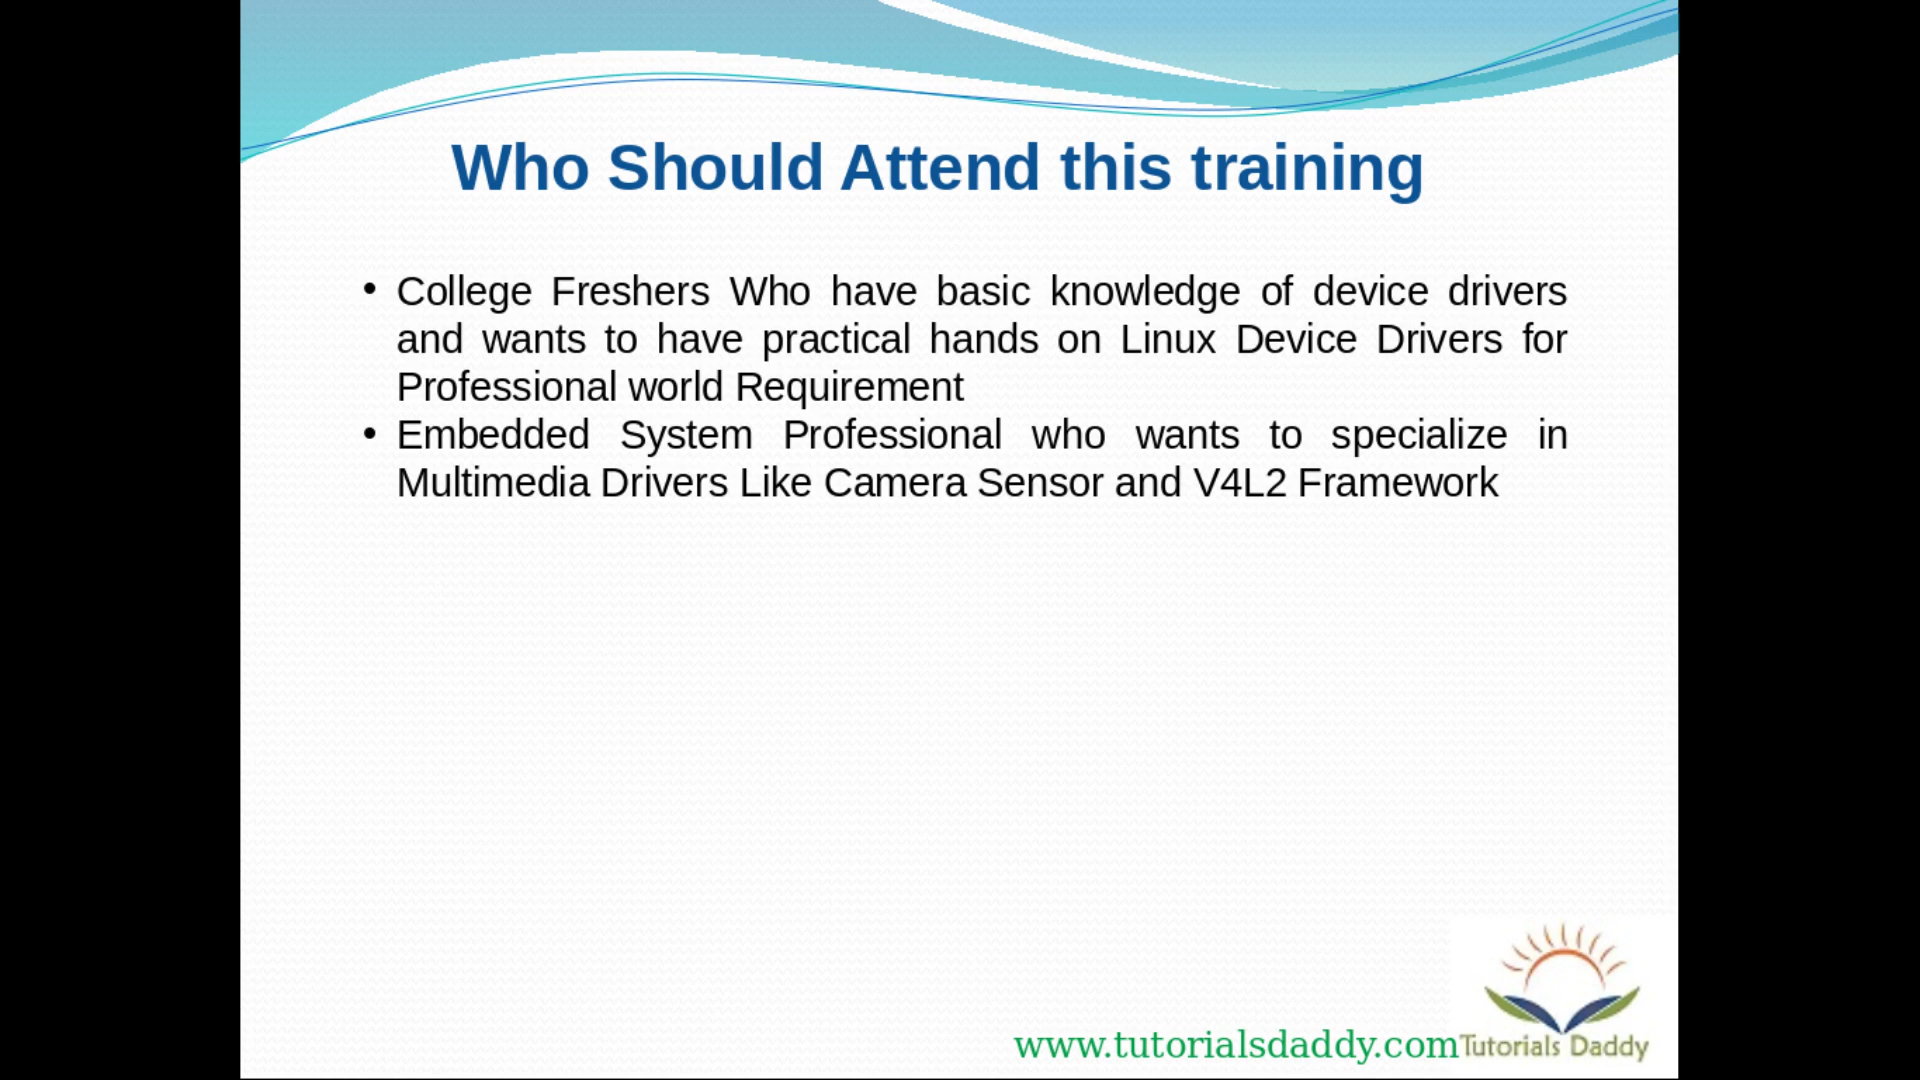 Who Should Attend this training
• College Freshers Who have basic knowledge of device drivers
and wants to have practical hands on Linux Device Drivers for
Professional world Requirement
• Embedded System Professional who wants to specialize in
Multimedia Drivers Like Camera Sensor and V4L2 Framework
www.tutorialsdaddy.com
Tutorials Daddy